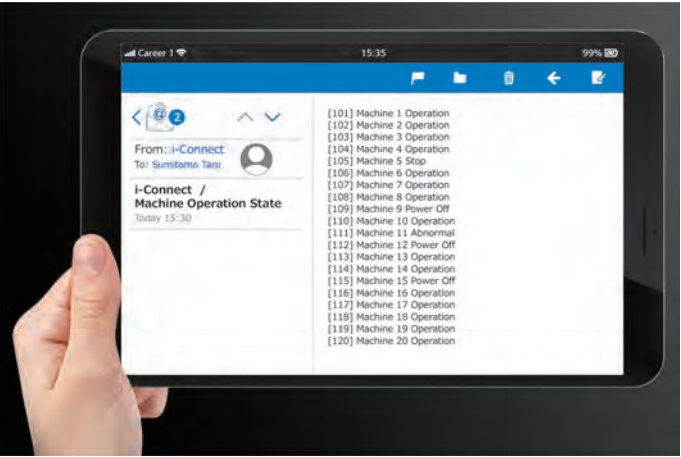 Career 1
15:35
99%
@
2
From: i-Connect
To: Sumitomo Taro
i-Connect /
Machine Operation State
Today 15:30
[101] Machine 1 Operation
[102] Machine 2 Operation
[103] Machine 3 Operation
[104] Machine 4 Operation
[105] Machine 5 Stop
[106] Machine 6 Operation
[107] Machine 7 Operation
[108] Machine 8 Operation
[109] Machine 9 Power Off
[110] Machine 10 Operation
[111] Machine 11 Abnormal
[112] Machine 12 Power Off
[113] Machine 13 Operation
[114] Machine 14 Operation
[115] Machine 15 Power Off
[116] Machine 16 Operation
[117] Machine 17 Operation
[118] Machine 18 Operation
[119] Machine 19 Operation
[120] Machine 20 Operation